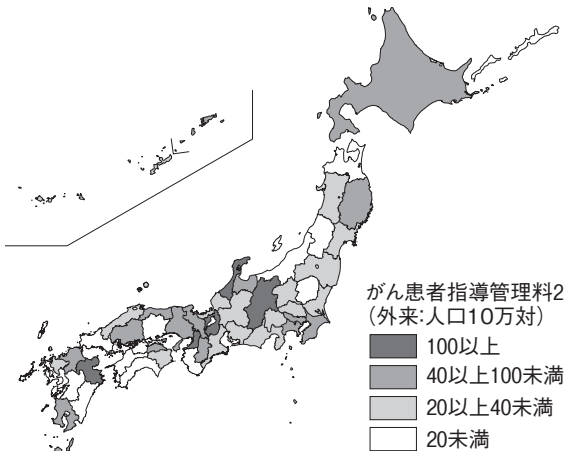 がん患者指導管理料2
(外来:人口10万対)
100以上
40以上100未満
20以上40未満
20未満